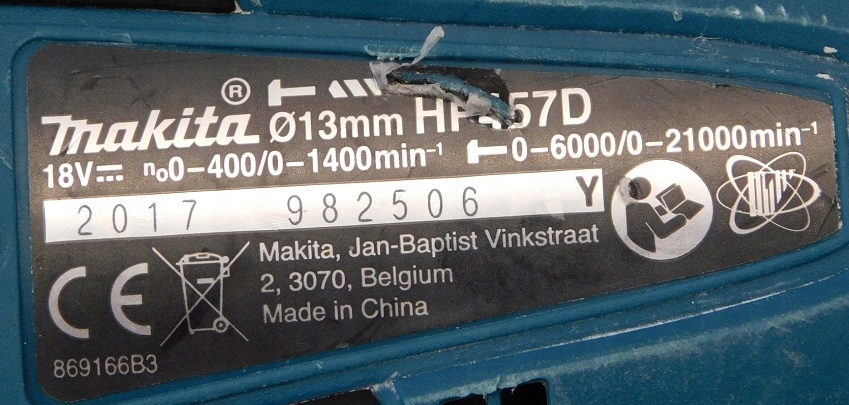 makita® Ø13mm HP457D
18V⎓ n₀0-400/0-1400min⁻¹ 0-6000/0-21000min⁻¹
2017 982506 Y
Makita, Jan-Baptist Vinkstraat
2, 3070, Belgium
Made in China
CE
869166B3